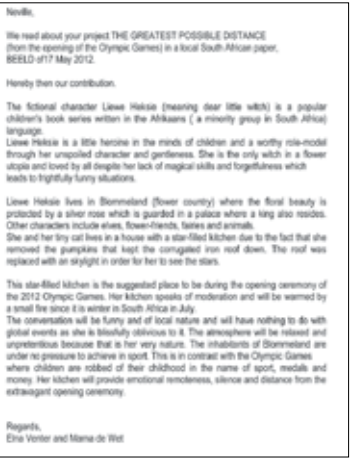 Neville,
We read about your project THE GREATEST POSSIBLE DISTANCE
(from the opening of the Olympic Games) in a local South African paper,
BEELD of17 May 2012.
Hereby then our contribution.
The fictional character Liewe Heksie (meaning dear little witch) is a popular
children's book series written in the Afrikaans ( a minority group in South Africa)
language.
Liewe Heksie is a little heroine in the minds of children and a worthy role-model
through her unspoiled character and gentleness. She is the only witch in a flower
utopia and loved by all despite her lack of magical skills and forgetfulness which
leads to frightfully funny situations.
Liewe Heksie lives in Blommeland (flower country) where the floral beauty is
protected by a silver rose which is guarded in a palace where a king also resides.
Other characters include elves, flower-friends, fairies and animals.
She and her tiny cat lives in a house with a star-filled kitchen due to the fact that she
removed the pumpkins that kept the corrugated iron roof down. The roof was
replaced with an skylight in order for her to see the stars.
This star-filled kitchen is the suggested place to be during the opening ceremony of
the 2012 Olympic Games. Her kitchen speaks of moderation and will be warmed by
a small fire since it is winter in South Africa in July.
The conversation will be funny and of local nature and will have nothing to do with
global events as she is blissfully oblivious to it. The atmosphere will be relaxed and
unpretentious because that is her very nature. The inhabitants of Blommeland are
under no pressure to achieve in sport. This is in contrast with the Olympic Games
where children are robbed of their childhood in the name of sport, medals and
money. Her kitchen will provide emotional remoteness, silence and distance from the
extravagant opening ceremony.
Regards,
Elna Venter and Mama de Wet